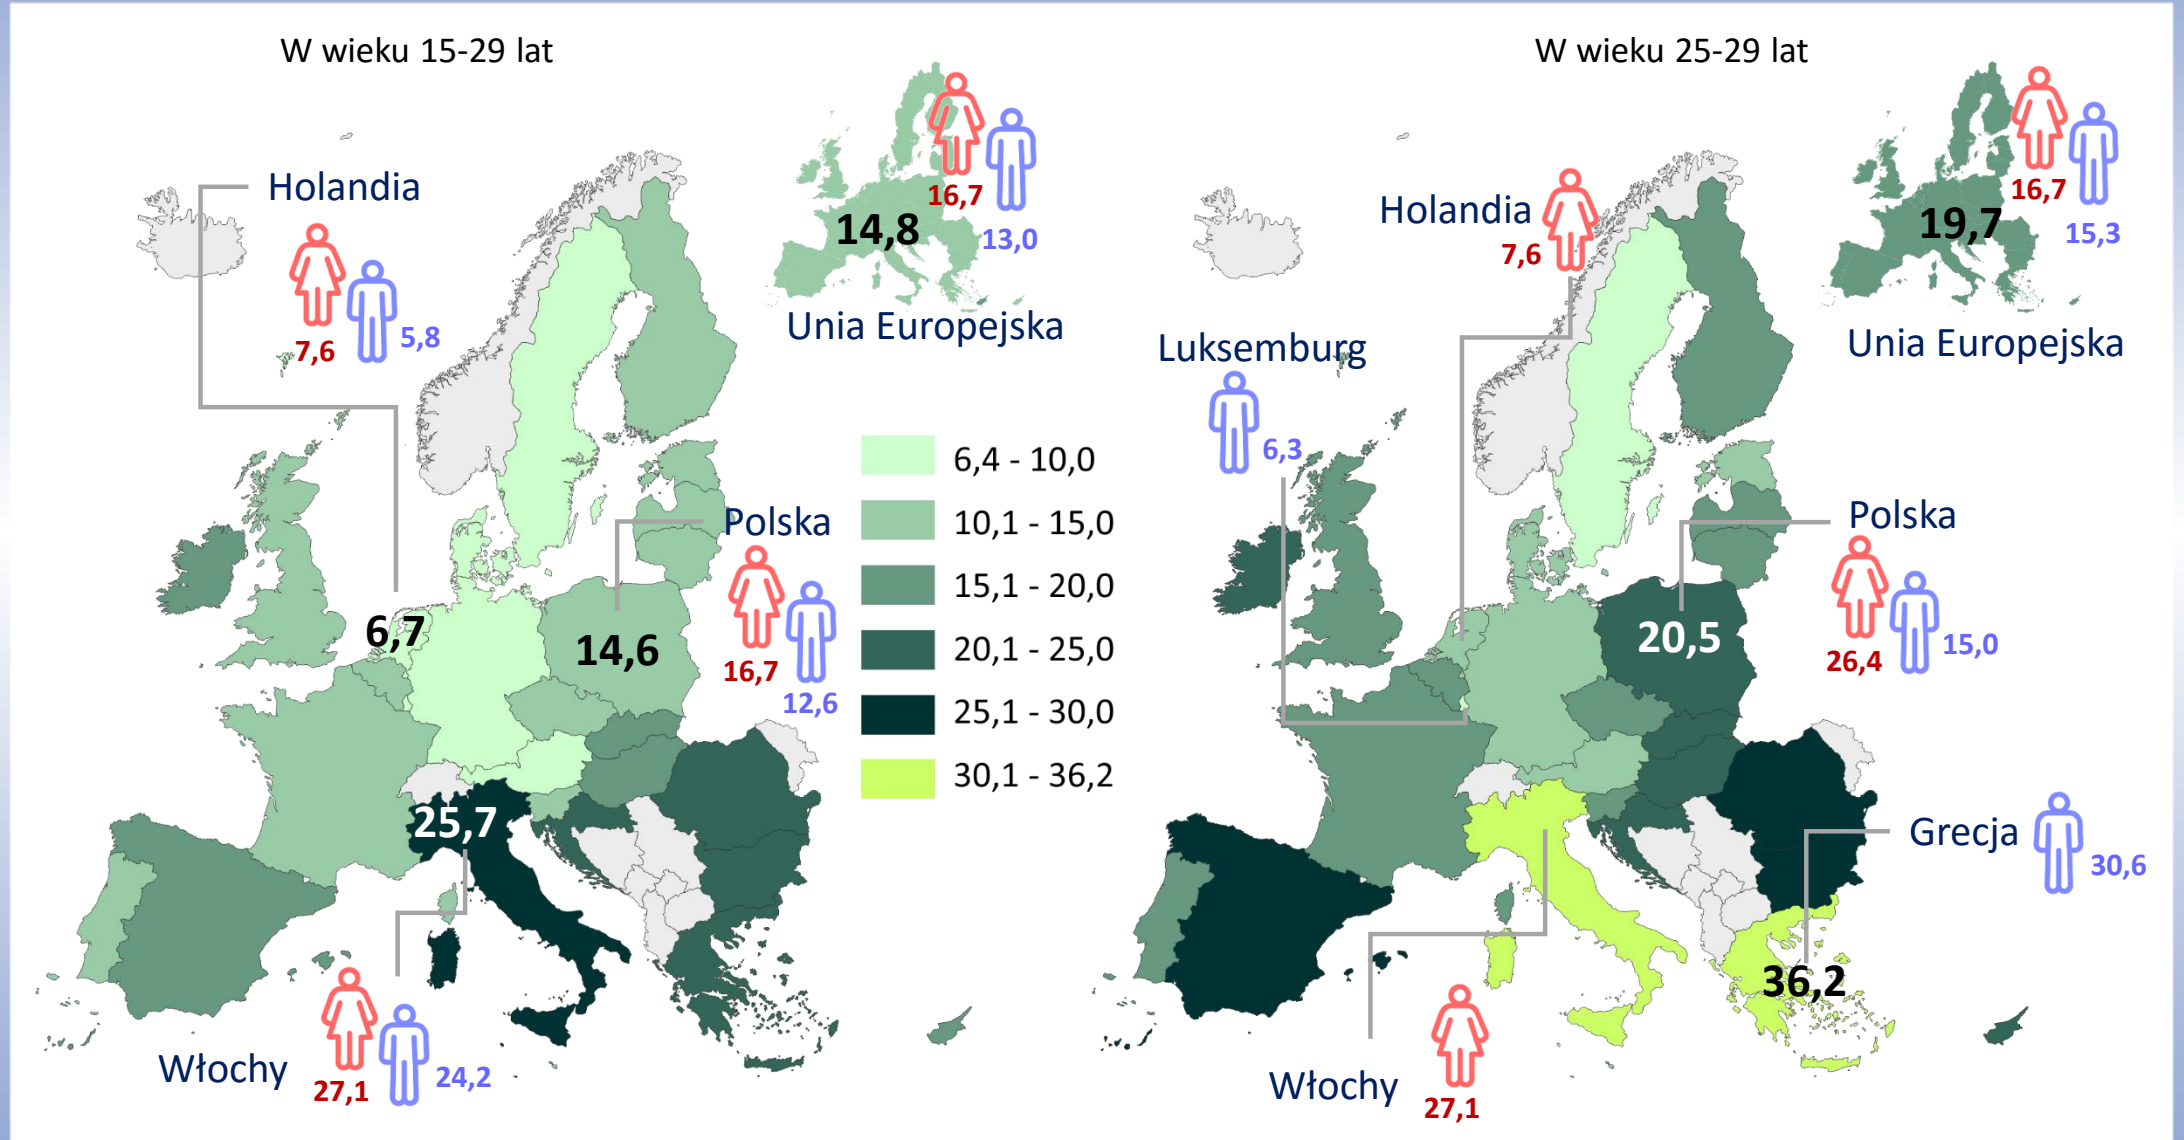 W wieku 15-29 lat
Holandia
7,6
5,8
16,7
14,8
13,0
Unia Europejska
6,7
Polska
14,6
16,7
12,6
25,7
Włochy
27,1
24,2
6,4 - 10,0
10,1 - 15,0
15,1 - 20,0
20,1 - 25,0
25,1 - 30,0
30,1 - 36,2
W wieku 25-29 lat
Holandia
7,6
16,7
19,7
15,3
Unia Europejska
Luksemburg
6,3
Polska
20,5
26,4
15,0
Grecja
30,6
36,2
Włochy
27,1